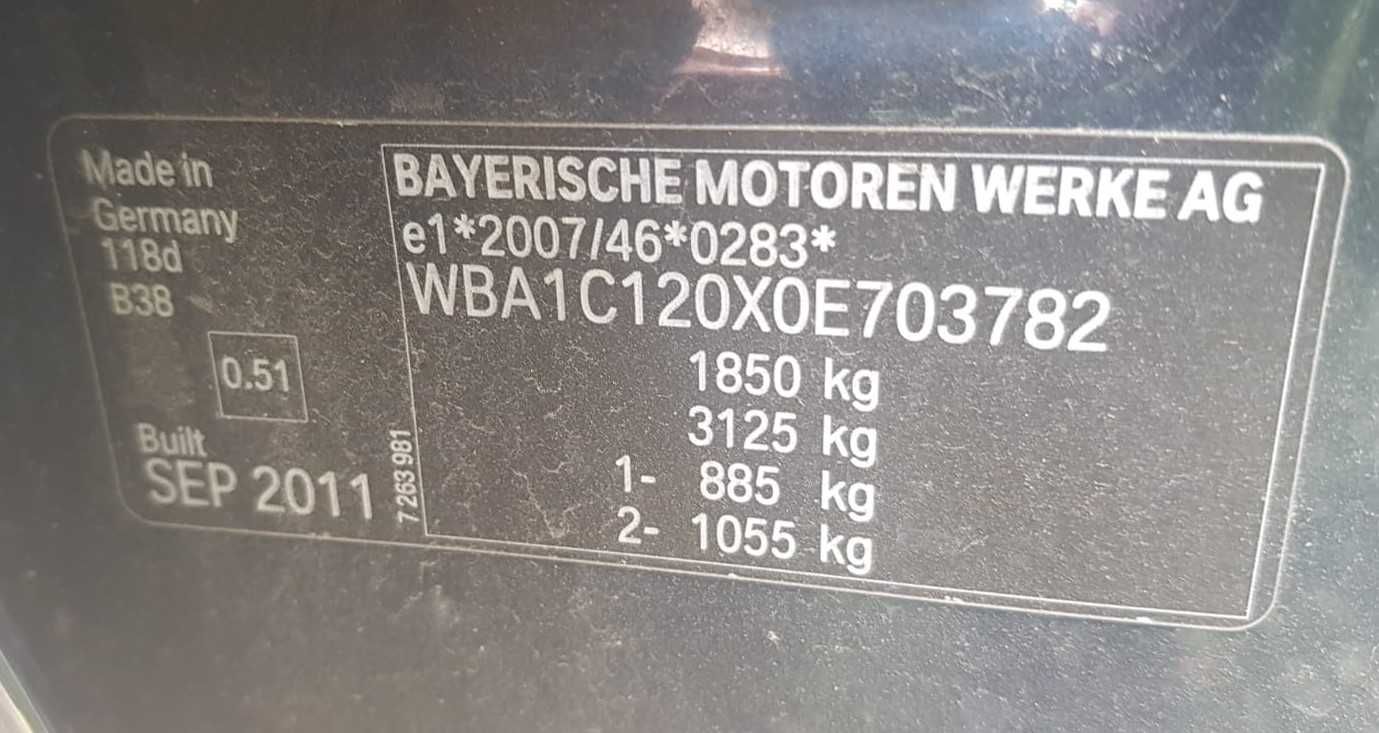 Made in
Germany
118d
B38
0.51
Built
SEP 2011
7 263 981
BAYERISCHE MOTOREN WERKE AG
e1*2007/46*0283*
WBA1C120X0E703782
1850 kg
3125 kg
1- 885 kg
2- 1055 kg